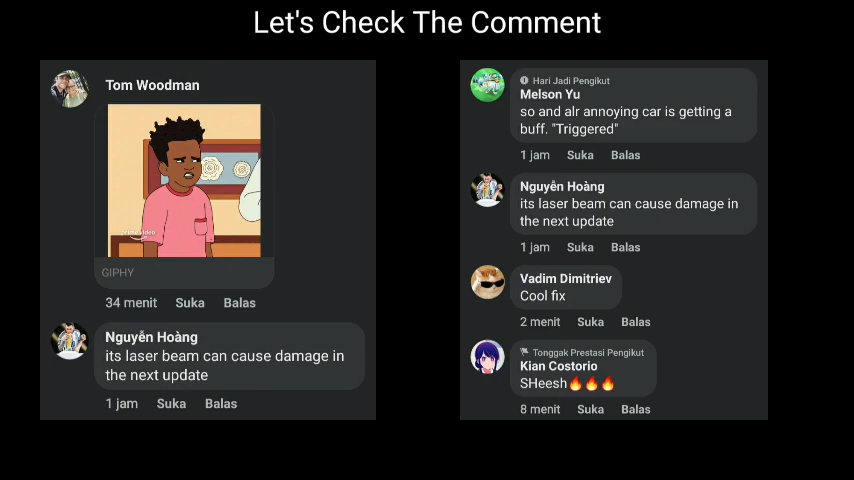 Let's Check The Comment
Tom Woodman
prime video
GIPHY
34 menit Suka Balas
Nguyễn Hoàng
its laser beam can cause damage in
the next update
1 jam Suka Balas
Hari Jadi Pengikut
Melson Yu
so and alr annoying car is getting a
buff. "Triggered"
1 jam Suka Balas
Nguyễn Hoàng
its laser beam can cause damage in
the next update
1 jam Suka Balas
Vadim Dimitriev
Cool fix
2 menit Suka Balas
Tonggak Prestasi Pengikut
Kian Costorio
SHeesh🔥🔥🔥
8 menit Suka Balas